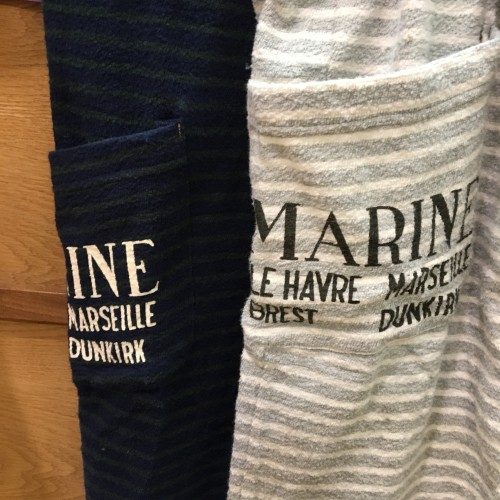 INE
MARSEILLE
DUNKIRK
MARINE
LE HAVRE MARSEILLE
BREST DUNKIRK